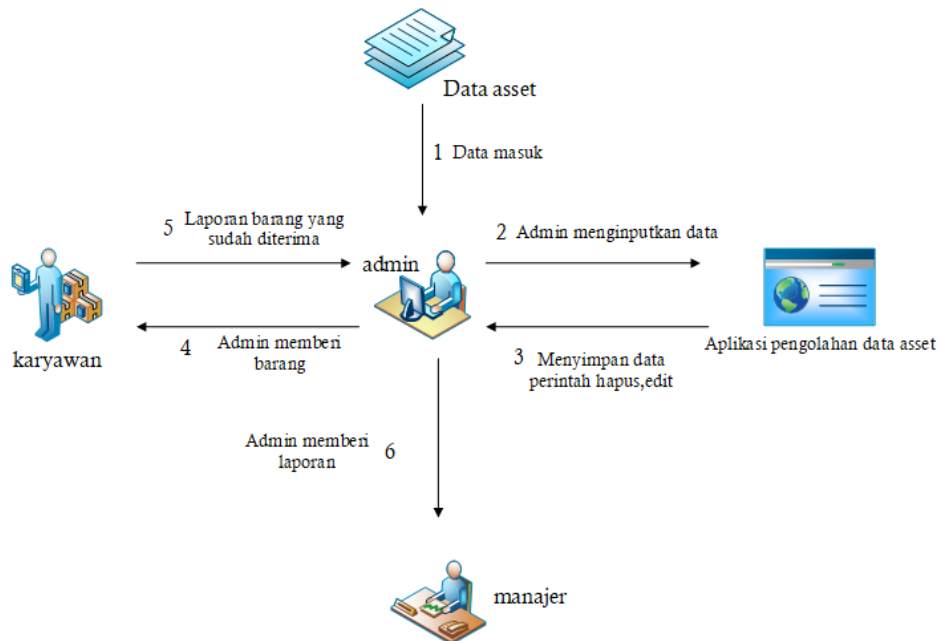 Data asset
1 Data masuk
5 Laporan barang yang
sudah diterima
2 Admin menginputkan data
admin
karyawan
4 Admin memberi
barang
3 Menyimpan data
perintah hapus,edit
Aplikasi pengolahan data asset
Admin memberi 6
laporan
manajer